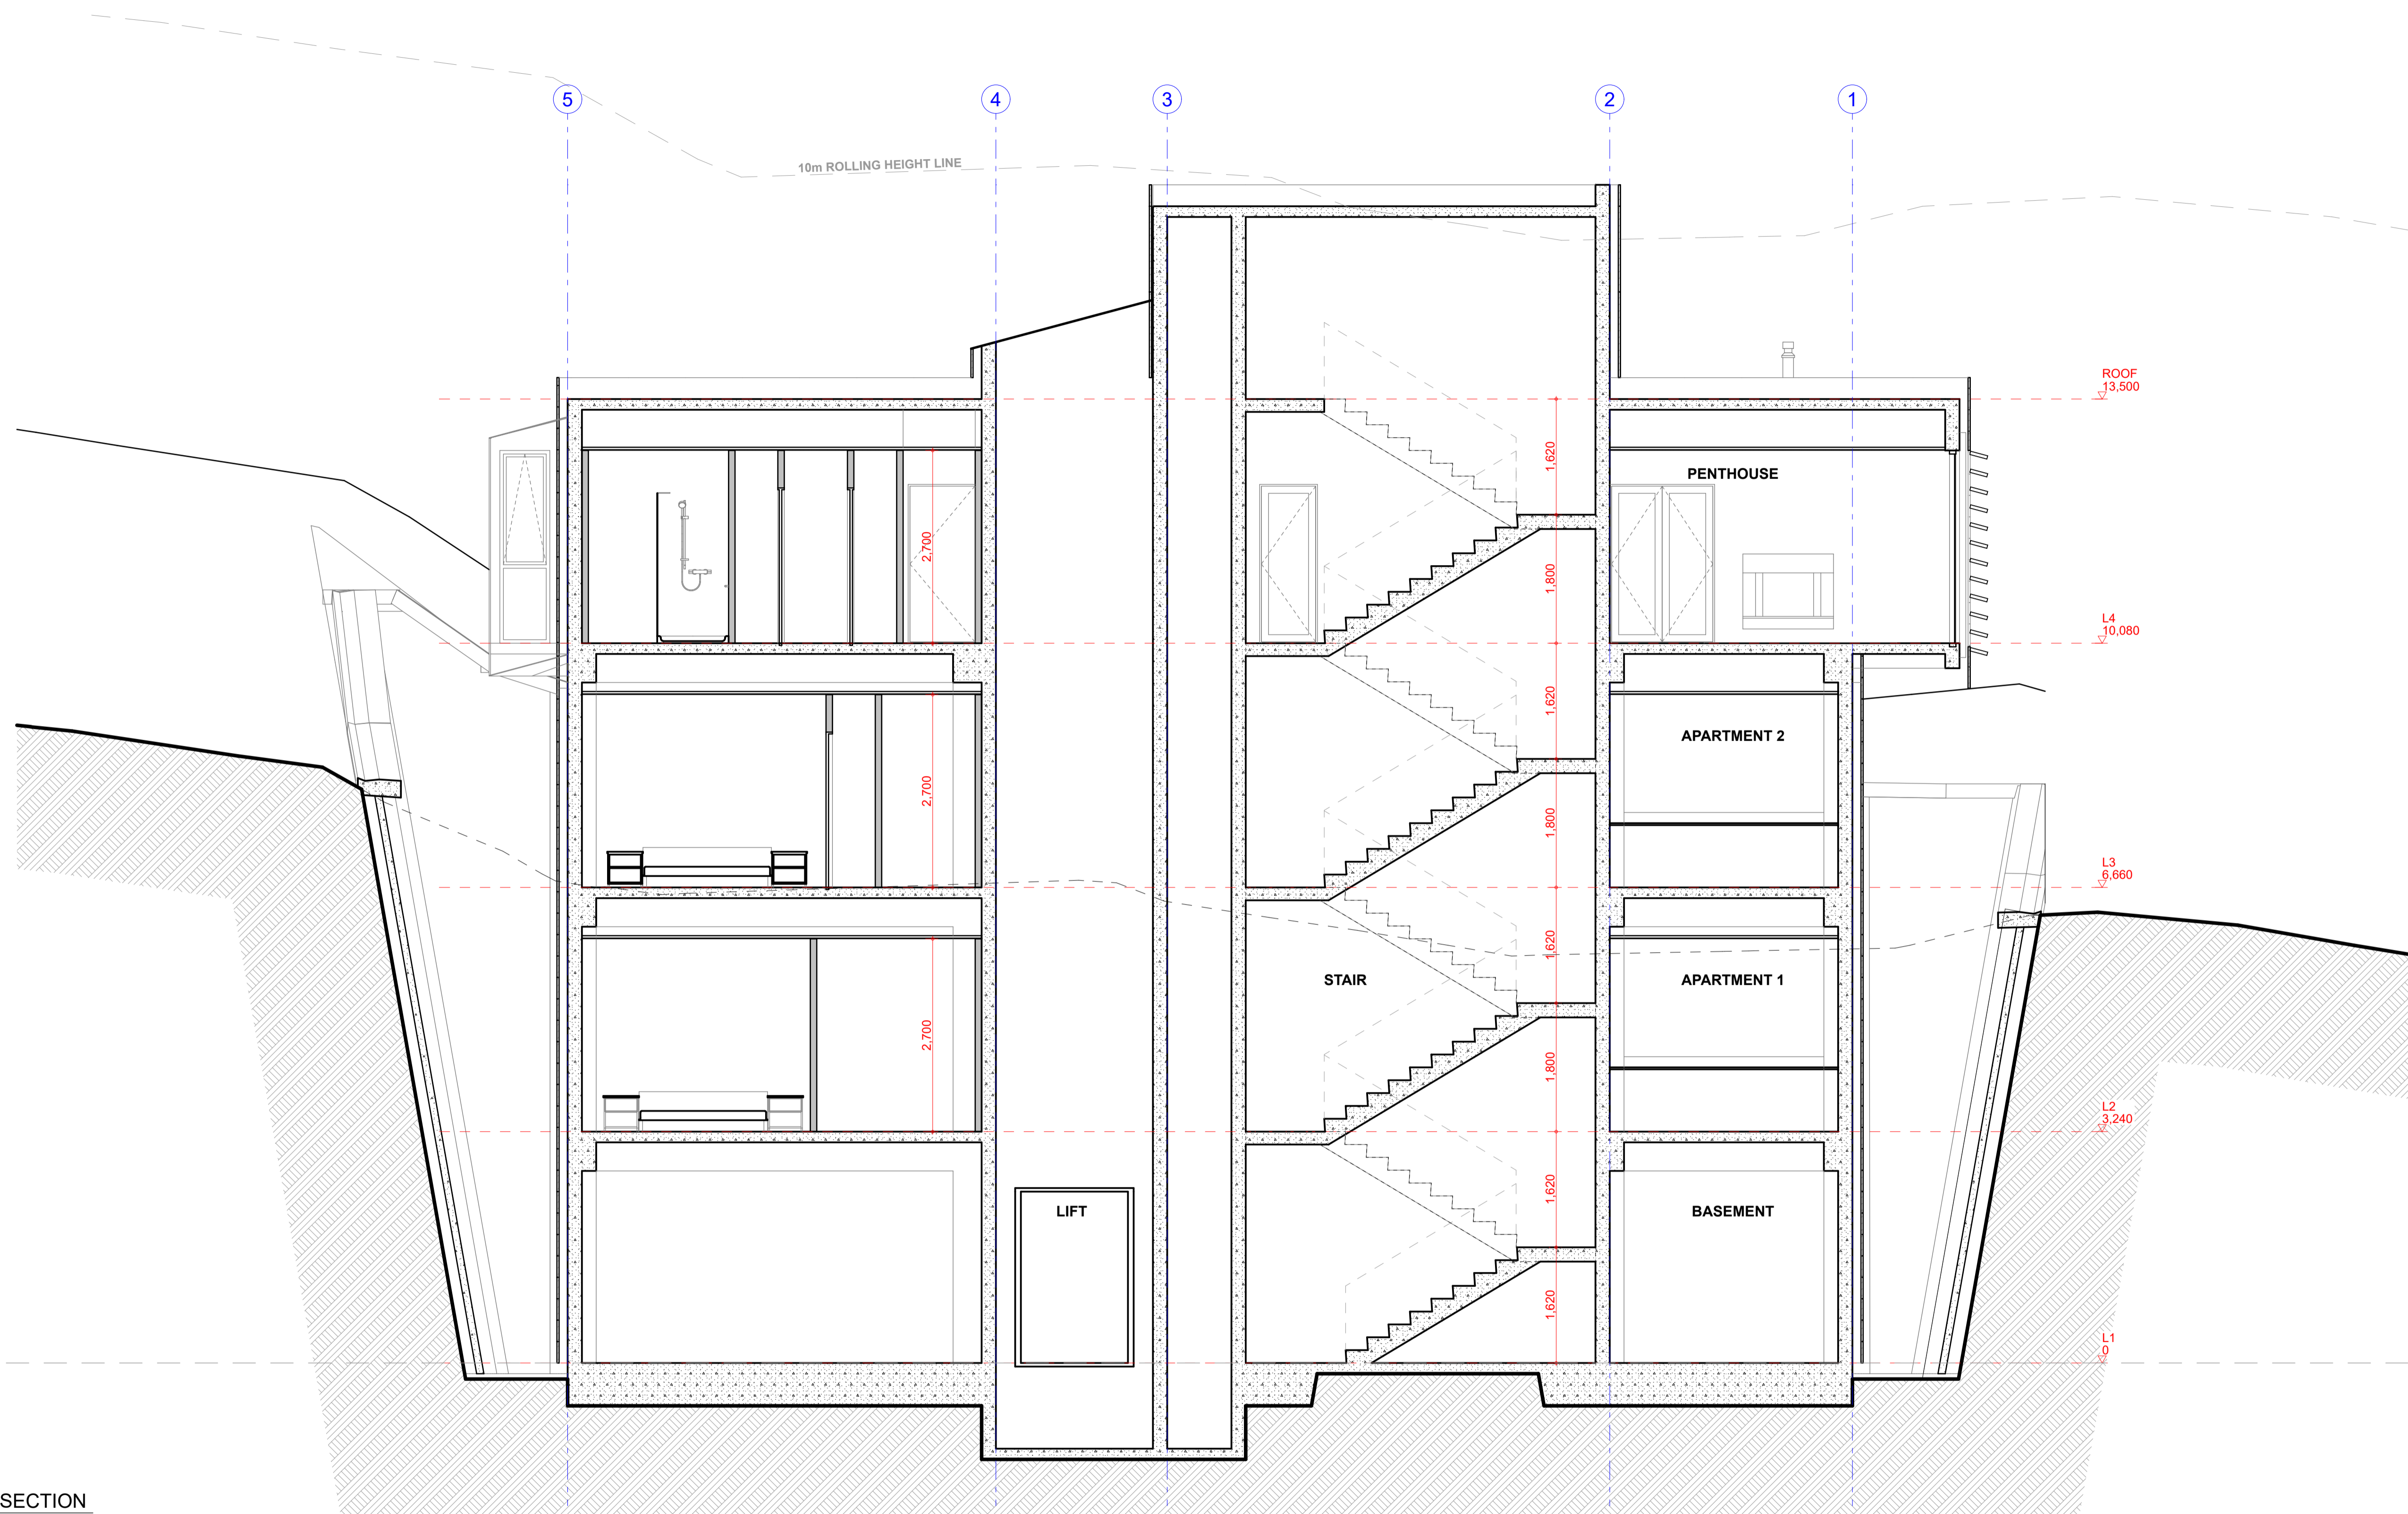 5
4
3
2
1
10m ROLLING HEIGHT LINE
ROOF
13,500
1,620
PENTHOUSE
2,700
1,800
L4
10,080
1,620
APARTMENT 2
2,700
1,800
L3
6,660
1,620
STAIR
APARTMENT 1
2,700
1,800
L2
3,240
1,620
LIFT
BASEMENT
1,620
L1
0
SECTION